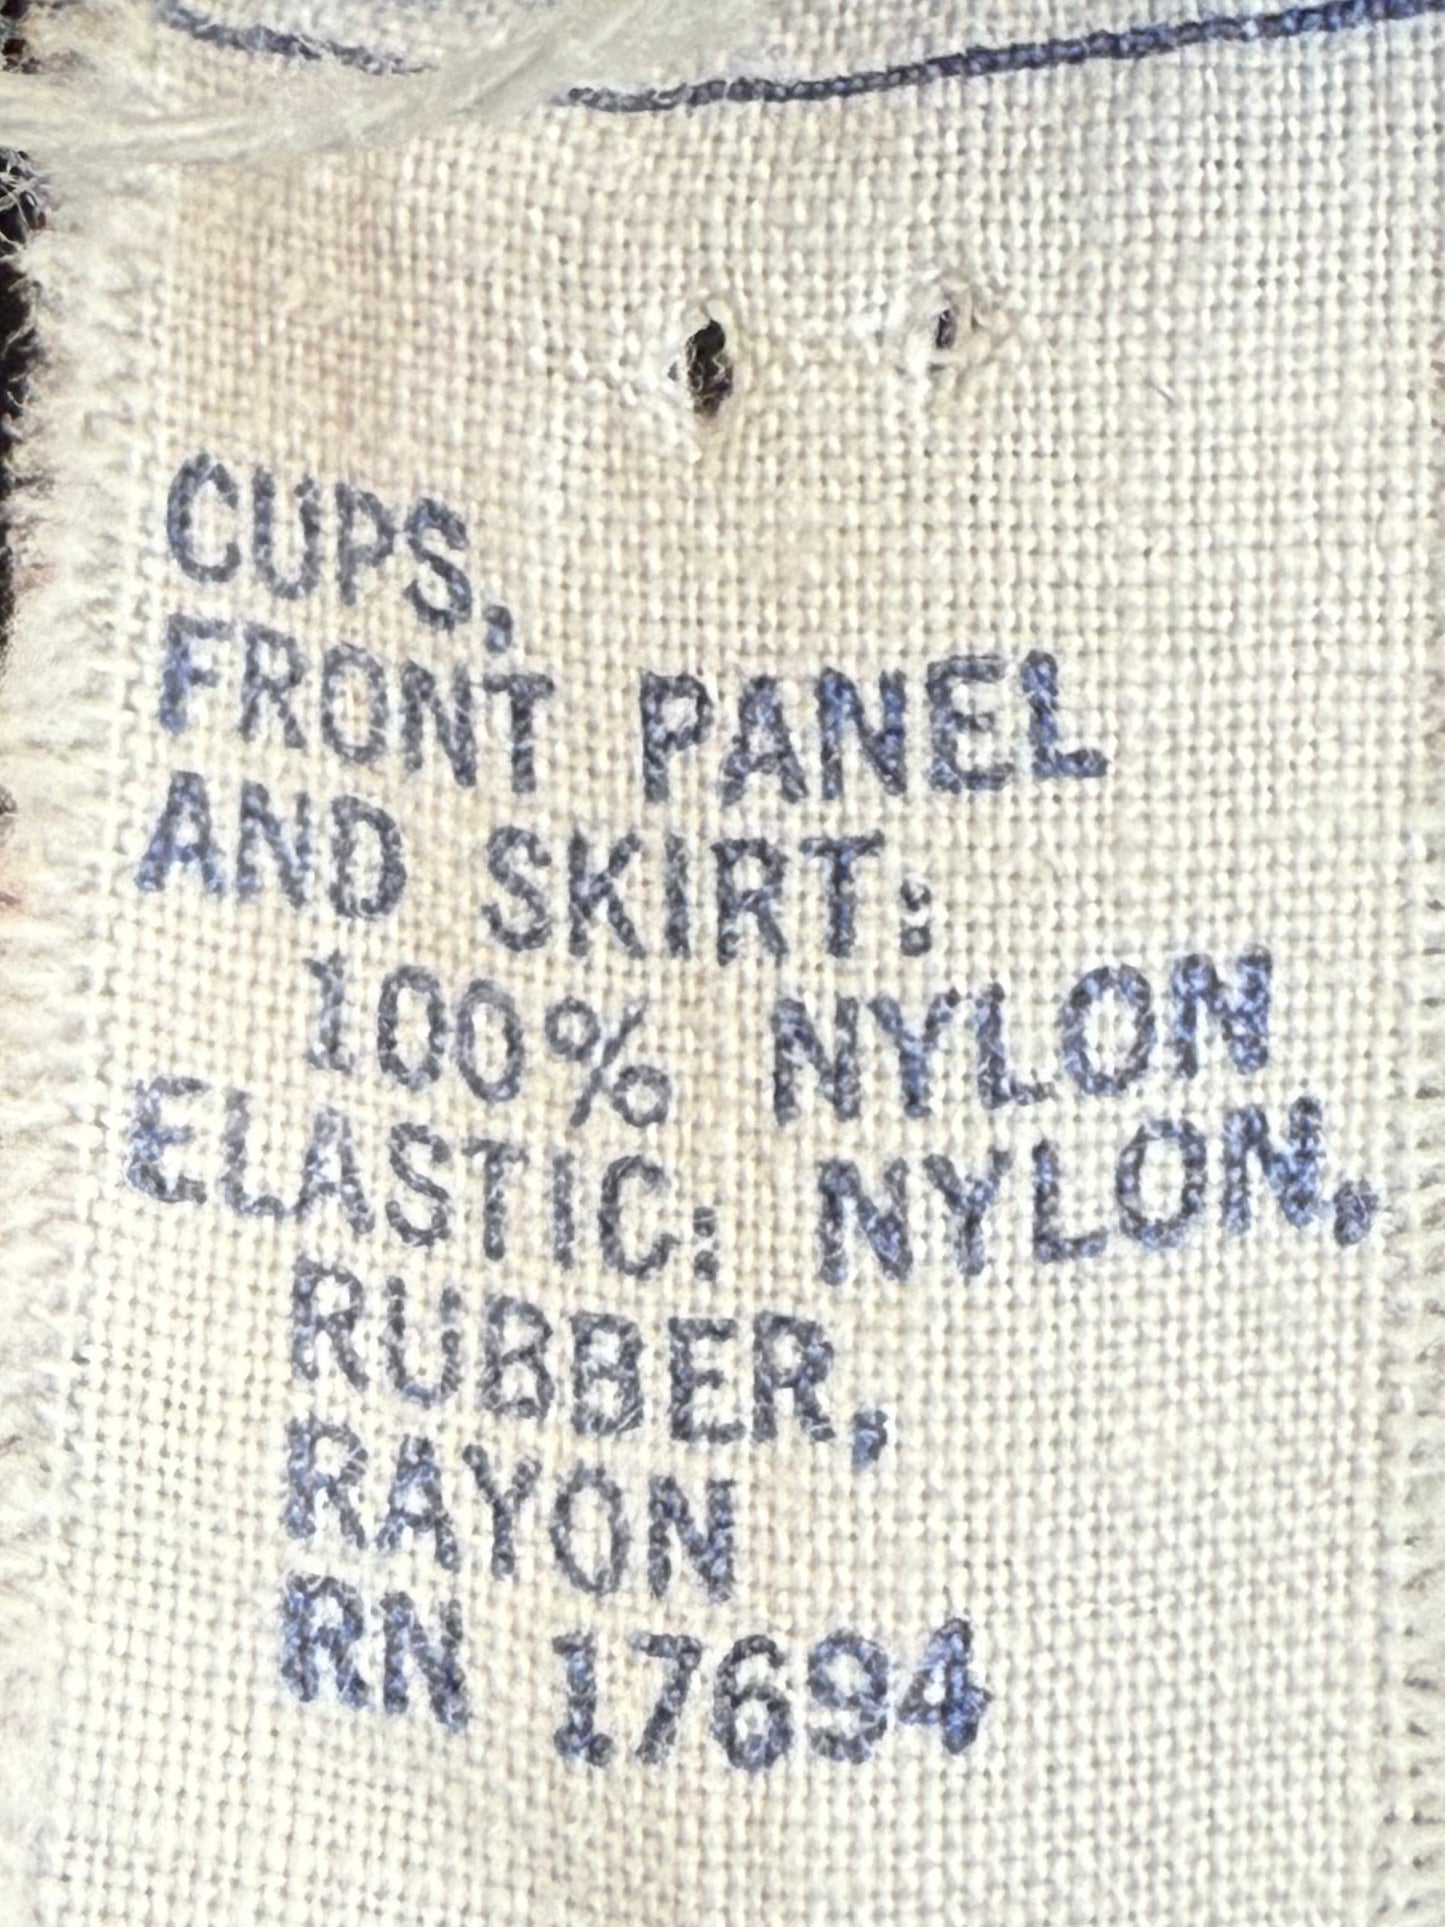 CUPS,
FRONT PANEL
AND SKIRT:
100% NYLON
ELASTIC: NYLON,
RUBBER,
RAYON
RN 17694